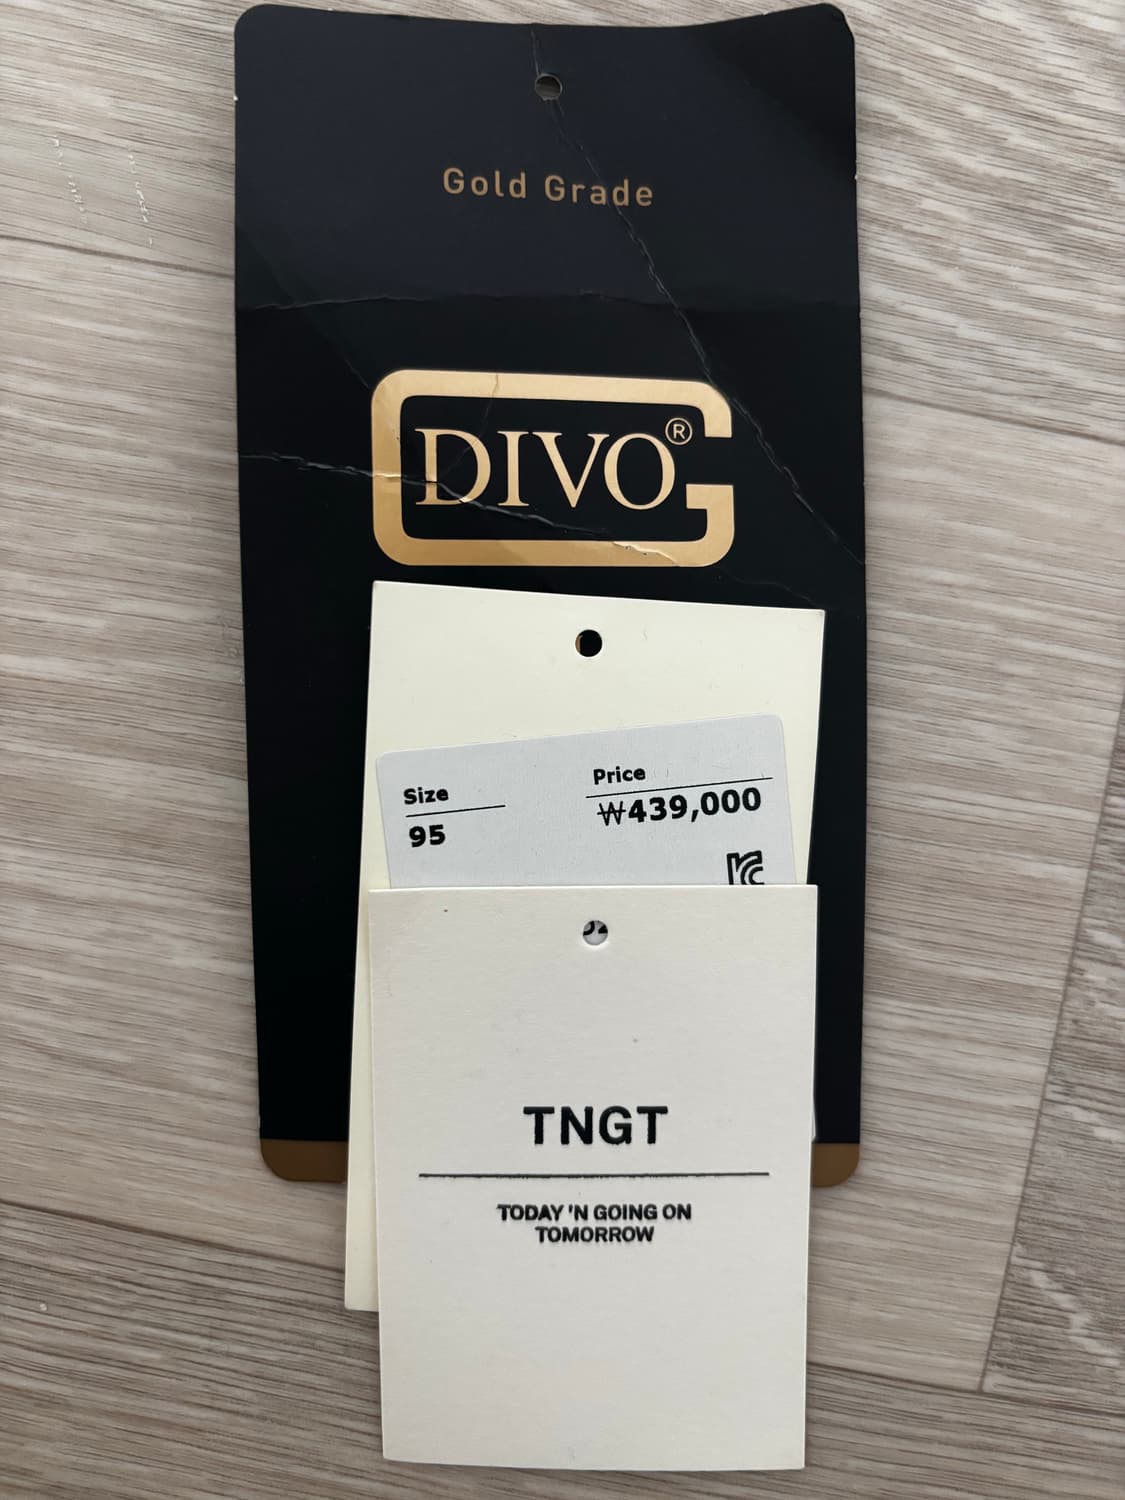 Gold Grade
DIVO®
Size
Price
95
₩439,000
TNGT
TODAY 'N GOING ON
TOMORROW